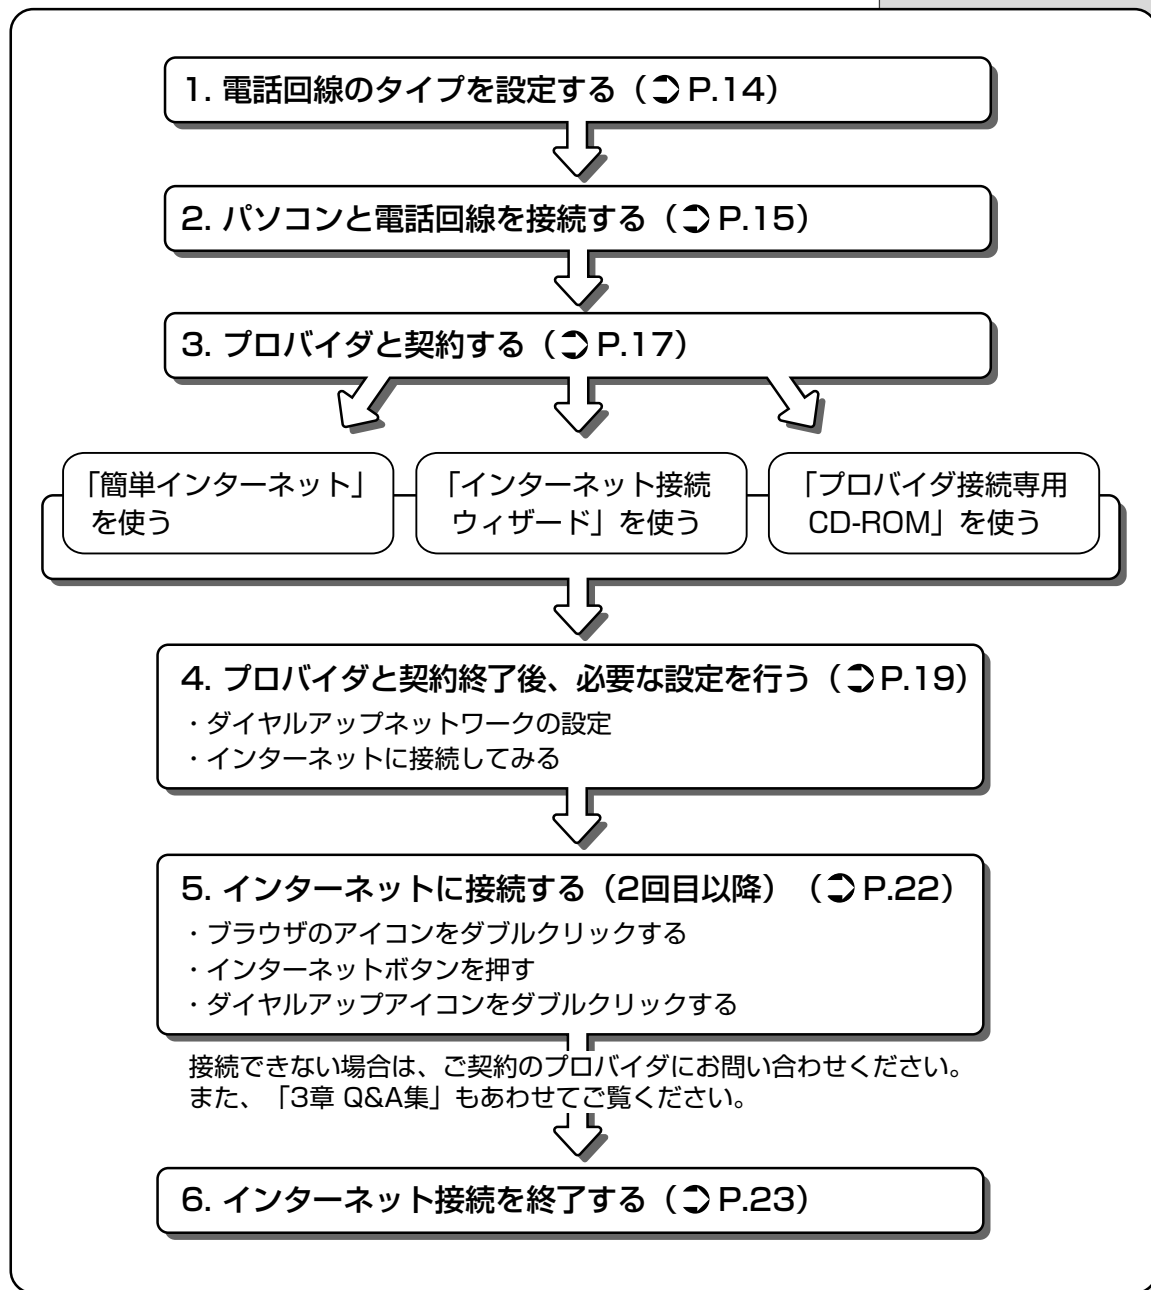 1. 電話回線のタイプを設定する（➲ P.14）
2. パソコンと電話回線を接続する（➲ P.15）
3. プロバイダと契約する（➲ P.17）
「簡単インターネット」
を使う
「インターネット接続
ウィザード」を使う
「プロバイダ接続専用
CD-ROM」を使う
4. プロバイダと契約終了後、必要な設定を行う（➲ P.19）
・ダイヤルアップネットワークの設定
・インターネットに接続してみる
5. インターネットに接続する（2回目以降）（➲ P.22）
・ブラウザのアイコンをダブルクリックする
・インターネットボタンを押す
・ダイヤルアップアイコンをダブルクリックする
接続できない場合は、ご契約のプロバイダにお問い合わせください。
また、「3章 Q&A集」もあわせてご覧ください。
6. インターネット接続を終了する（➲ P.23）